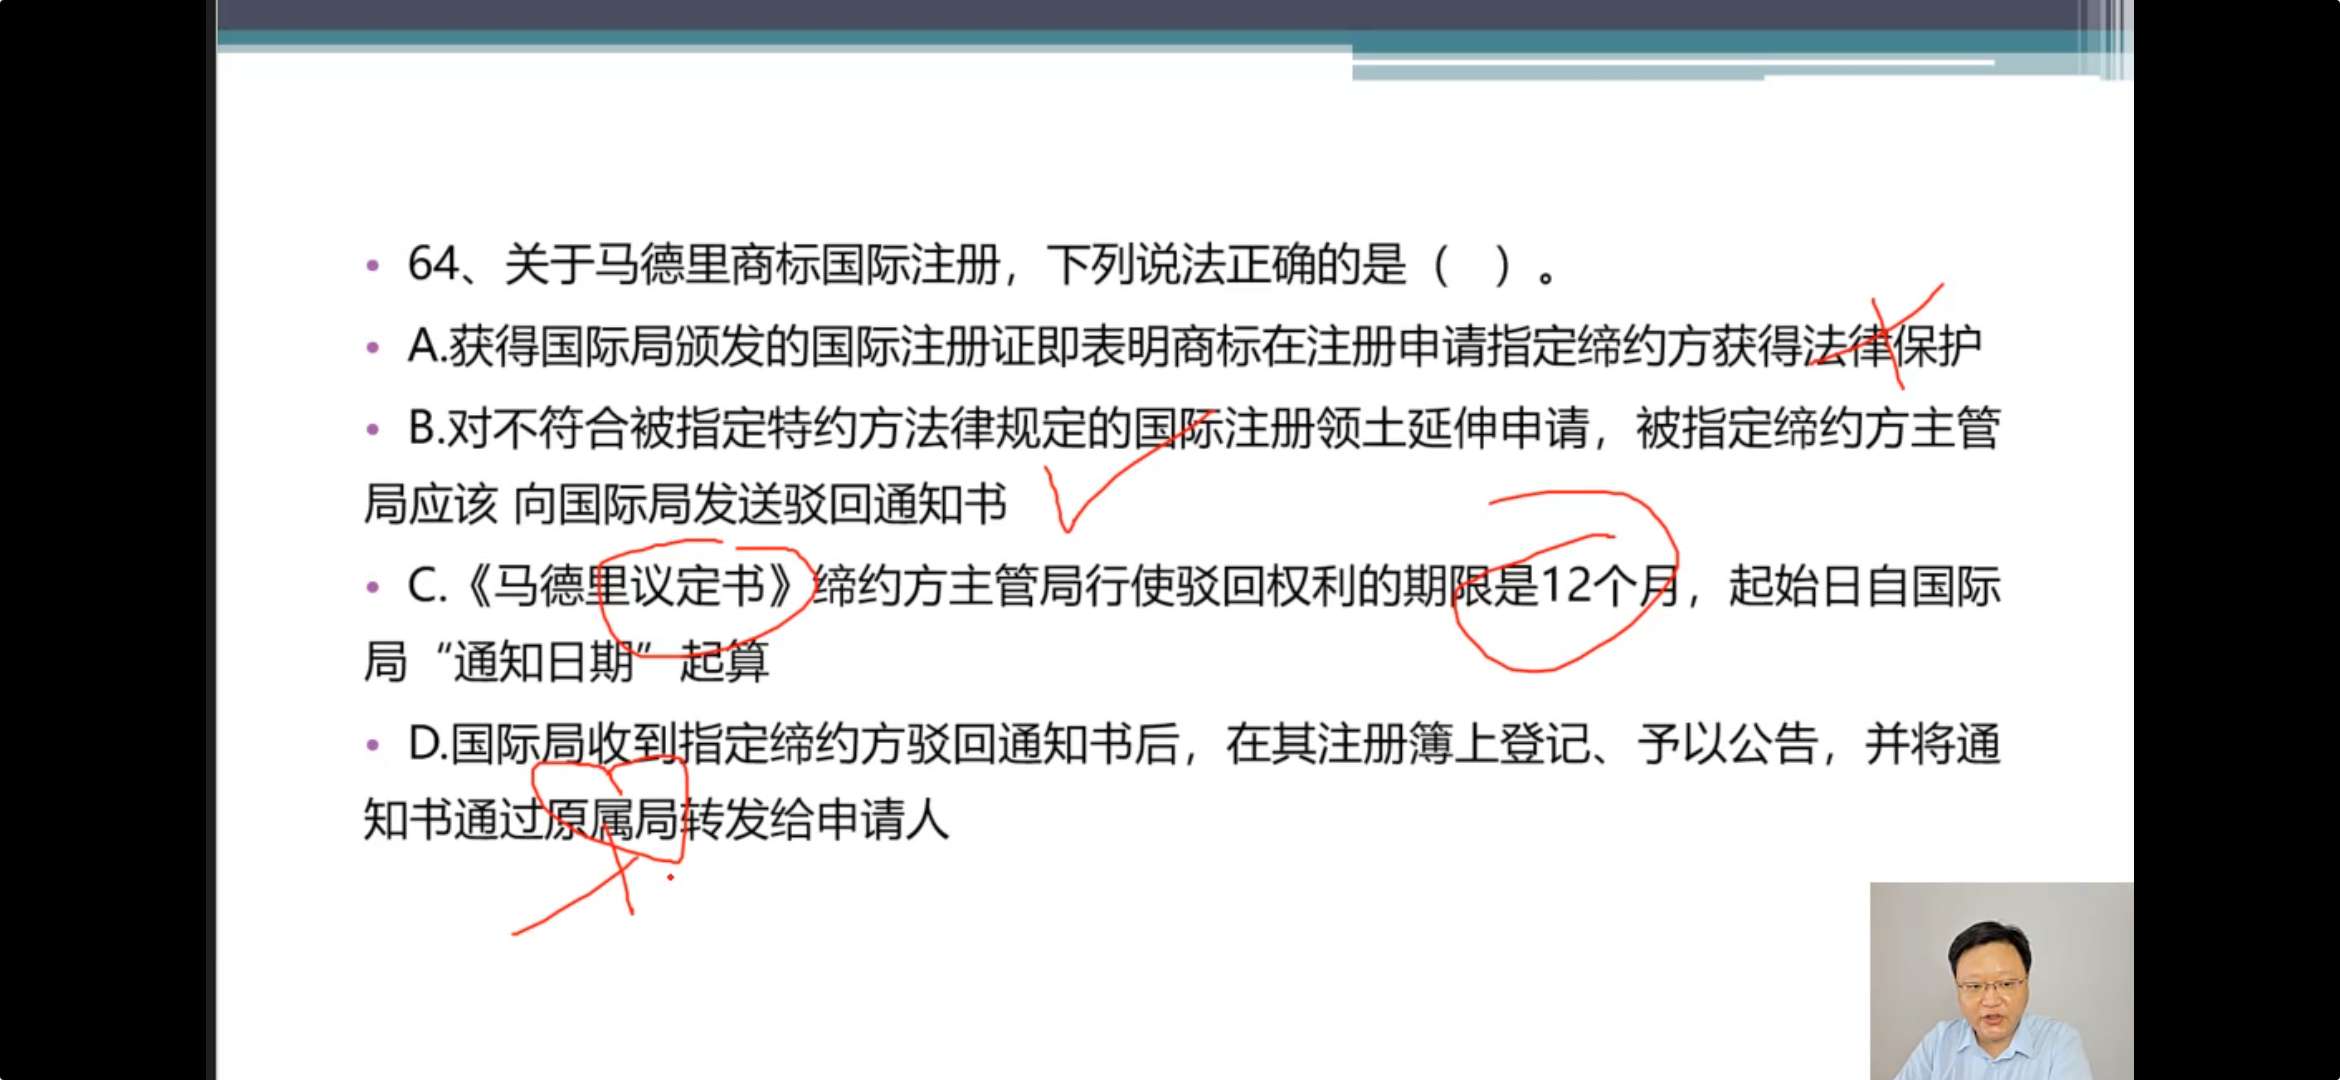 • 64、关于马德里商标国际注册，下列说法正确的是（ ）。
• A.获得国际局颁发的国际注册证即表明商标在注册申请指定缔约方获得法律保护
• B.对不符合被指定特约方法律规定的国际注册领土延伸申请，被指定缔约方主管
局应该 向国际局发送驳回通知书
• C.《马德里议定书》缔约方主管局行使驳回权利的期限是12个月，起始日自国际
局“通知日期”起算
• D.国际局收到指定缔约方驳回通知书后，在其注册簿上登记、予以公告，并将通
知书通过原属局转发给申请人